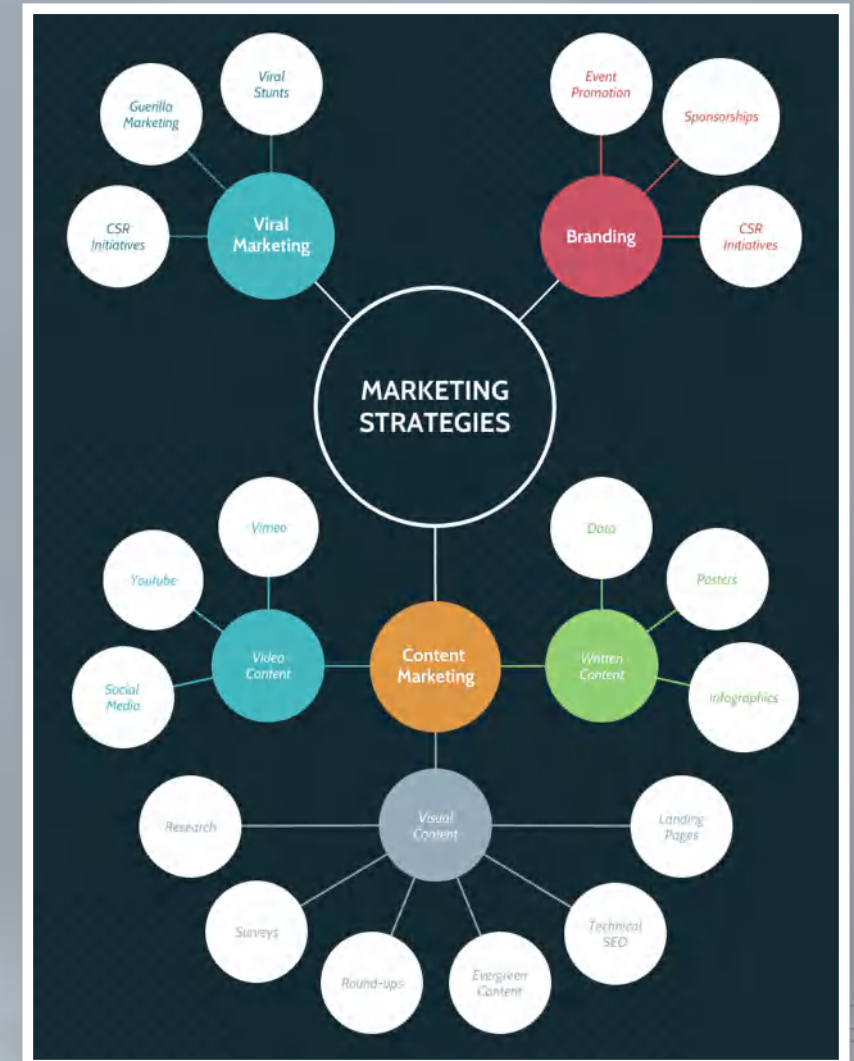 Viral
Stunts
Guerilla
Marketing
CSR
Initiatives
Viral
Marketing
Event
Promotion
Sponsorships
CSR
Initiatives
Branding
MARKETING
STRATEGIES
Vimeo
Youtube
Social
Media
Video
Content
Content
Marketing
Data
Posters
Infographics
Written
Content
Visual
Content
Research
Surveys
Round-ups
Evergreen
Content
Technical
SEO
Landing
Pages